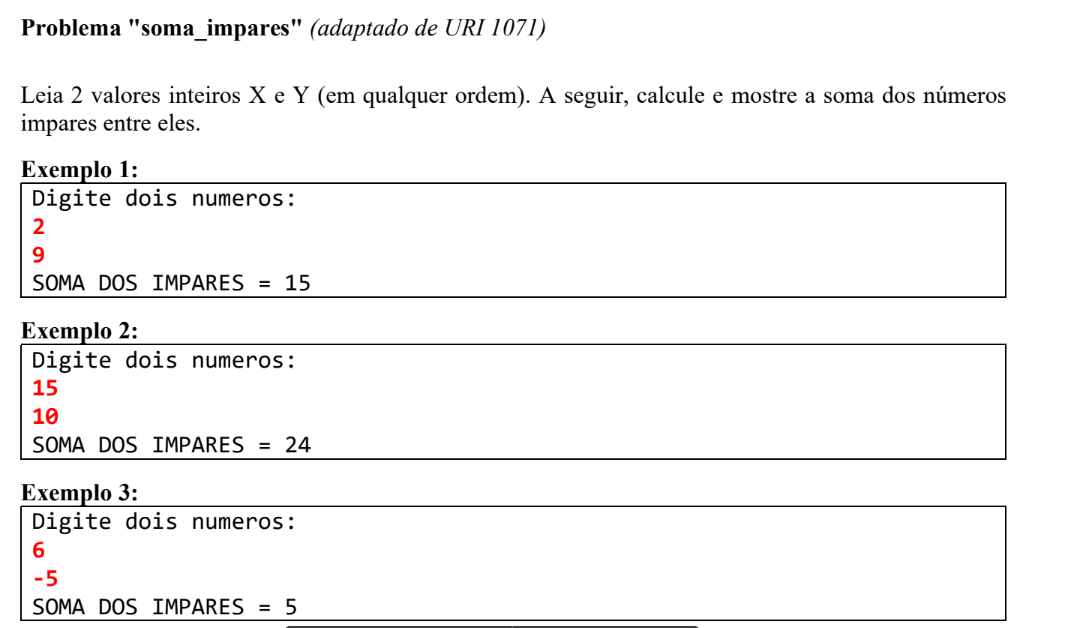 Problema "soma_impares" (adaptado de URI 1071)
Leia 2 valores inteiros X e Y (em qualquer ordem). A seguir, calcule e mostre a soma dos números
impares entre eles.
Exemplo 1:
Digite dois numeros:
2
9
SOMA DOS IMPARES = 15
Exemplo 2:
Digite dois numeros:
15
10
SOMA DOS IMPARES = 24
Exemplo 3:
Digite dois numeros:
6
-5
SOMA DOS IMPARES = 5